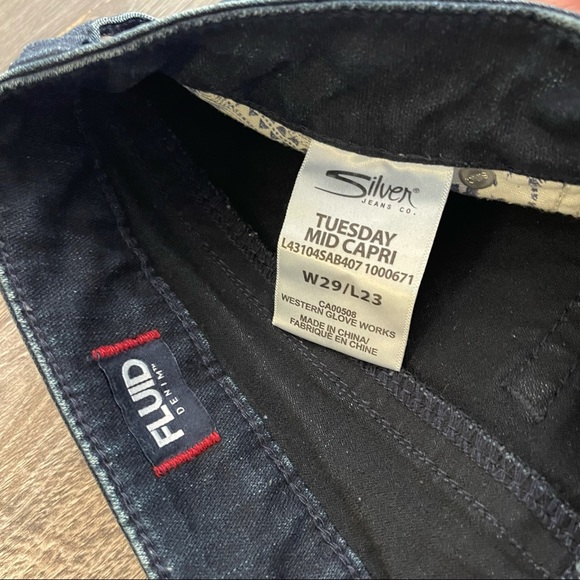 Silver®
JEANS CO.
TUESDAY
MID CAPRI
L43104SAB407 1000671
W29/L23
CA00508
WESTERN GLOVE WORKS
MADE IN CHINA/
FABRIQUÉ EN CHINE
FLUID
DENIM™